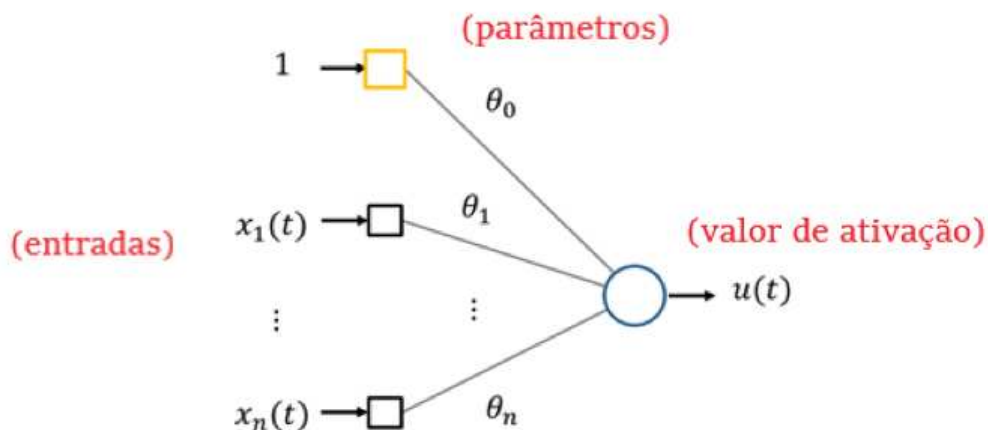 (parâmetros)
1
θ₀
x₁(t)
θ₁
(entradas)
(valor de ativação)
u(t)
⋮
⋮
xₙ(t)
θₙ